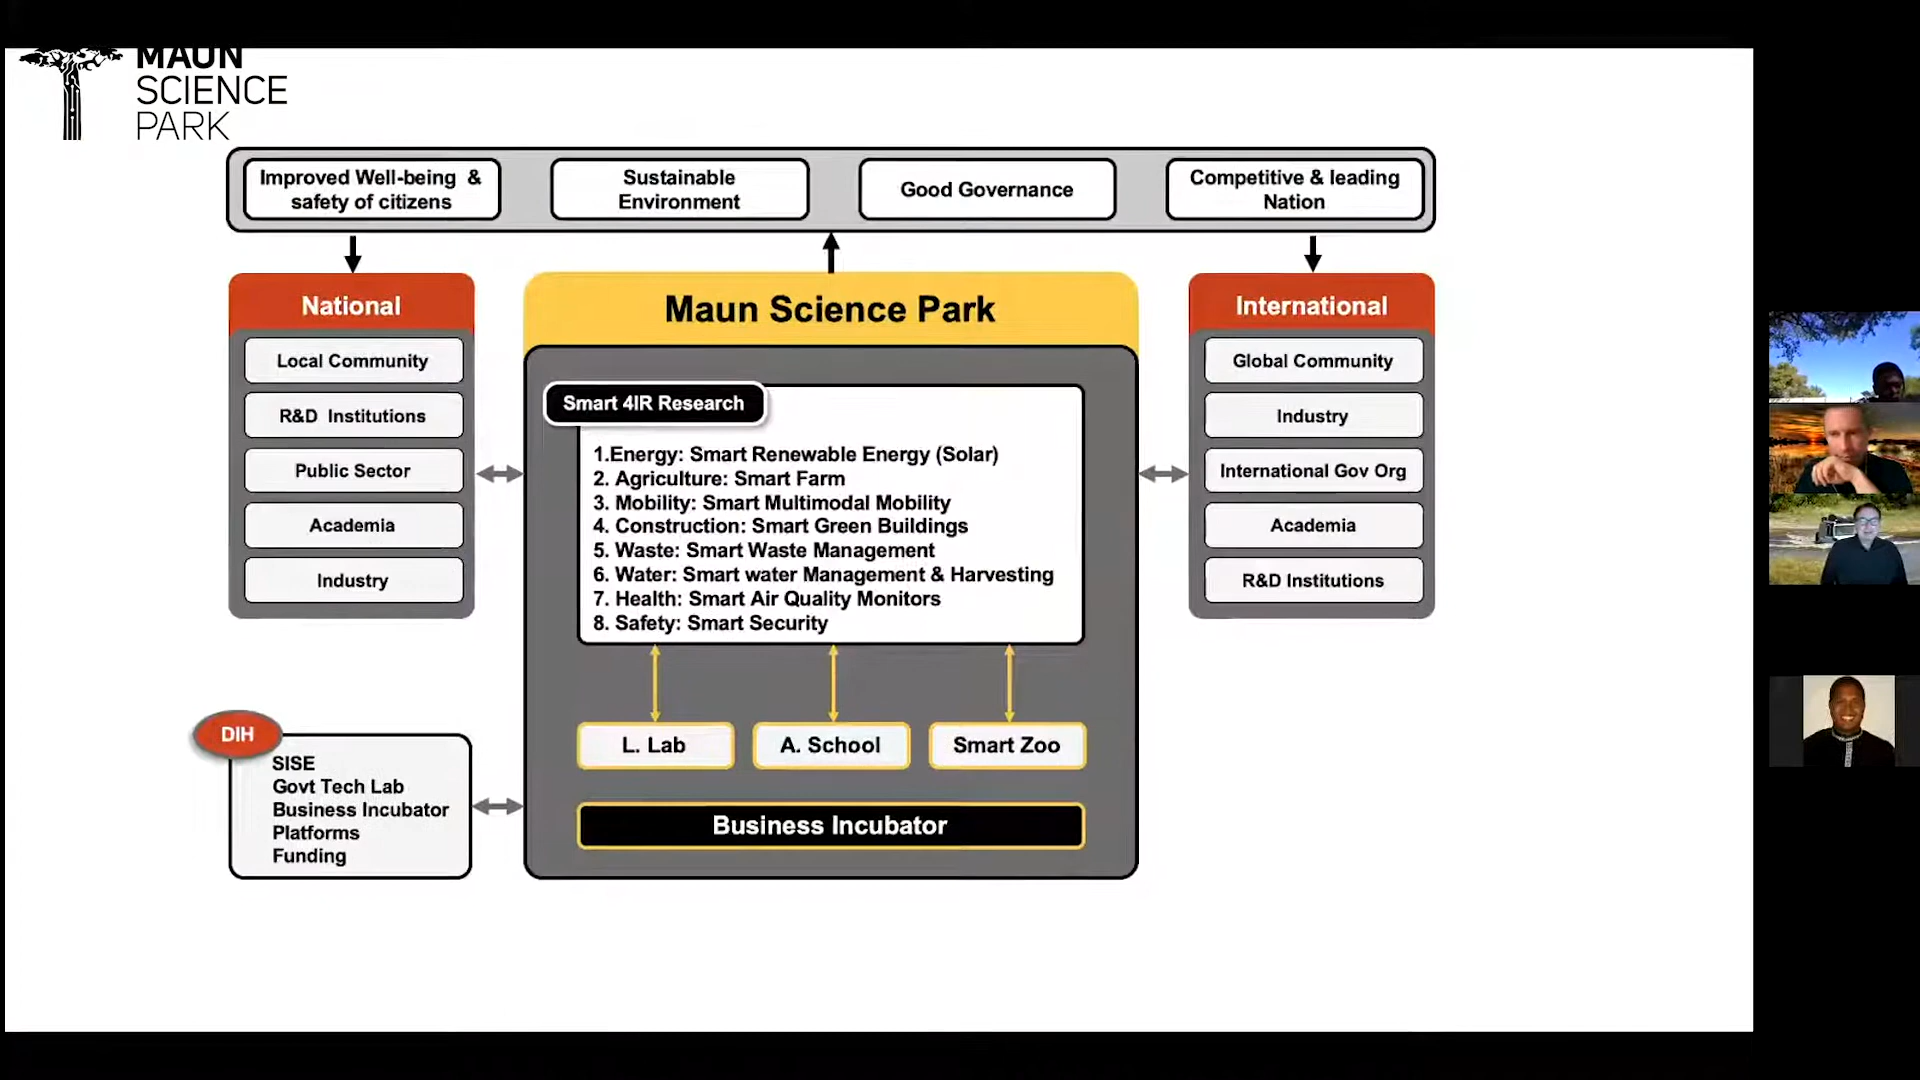 MAUN
SCIENCE
PARK
Improved Well-being & 
safety of citizens
Sustainable
Environment
Good Governance
Competitive & leading
Nation
National
Local Community
R&D Institutions
Public Sector
Academia
Industry
Maun Science Park
Smart 4IR Research
1.Energy: Smart Renewable Energy (Solar)
2. Agriculture: Smart Farm
3. Mobility: Smart Multimodal Mobility
4. Construction: Smart Green Buildings
5. Waste: Smart Waste Management
6. Water: Smart water Management & Harvesting
7. Health: Smart Air Quality Monitors
8. Safety: Smart Security
L. Lab
A. School
Smart Zoo
Business Incubator
International
Global Community
Industry
International Gov Org
Academia
R&D Institutions
DIH
SISE
Govt Tech Lab
Business Incubator
Platforms
Funding